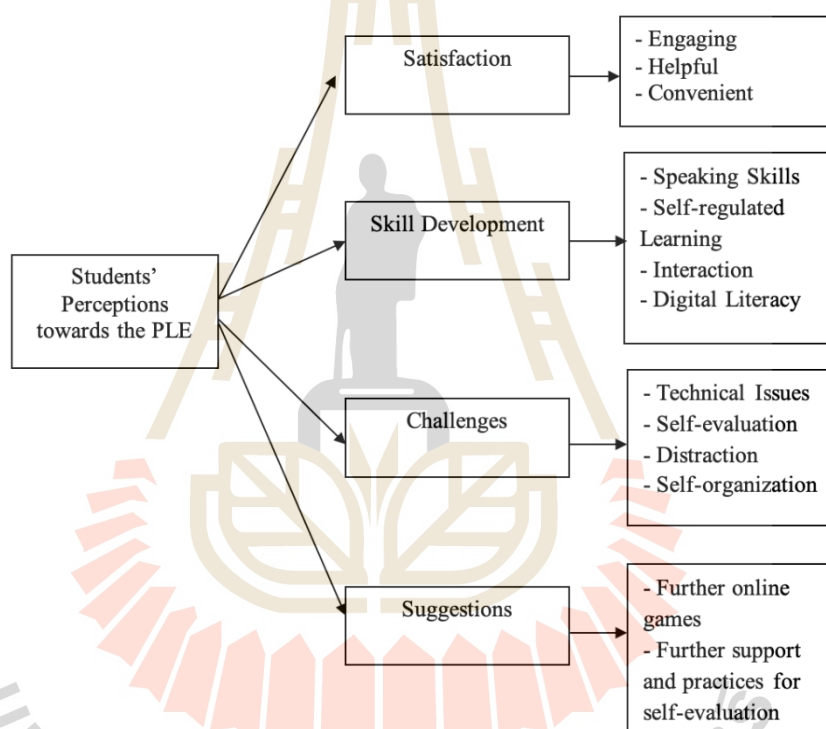 Students’
Perceptions
towards the PLE
Satisfaction
- Engaging
- Helpful
- Convenient
Skill Development
- Speaking Skills
- Self-regulated
Learning
- Interaction
- Digital Literacy
Challenges
- Technical Issues
- Self-evaluation
- Distraction
- Self-organization
Suggestions
- Further online
games
- Further support
and practices for
self-evaluation